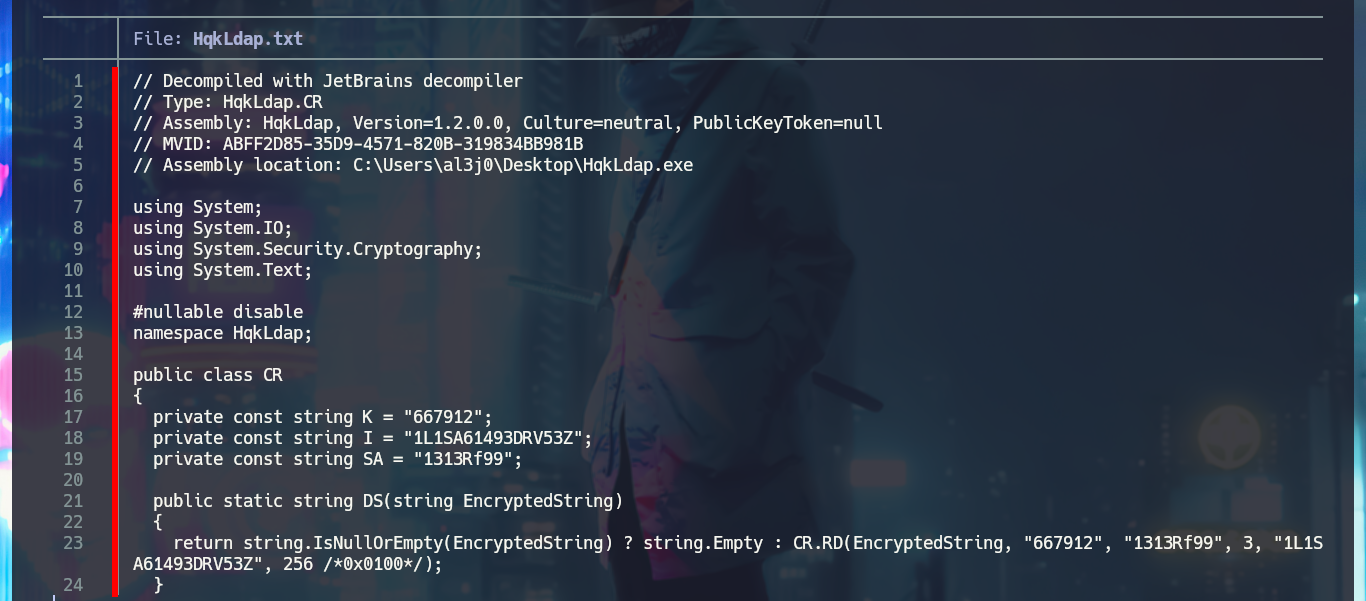 File: HqkLdap.txt
1 // Decompiled with JetBrains decompiler
2 // Type: HqkLdap.CR
3 // Assembly: HqkLdap, Version=1.2.0.0, Culture=neutral, PublicKeyToken=null
4 // MVID: ABFF2D85-35D9-4571-820B-319834BB981B
5 // Assembly location: C:\Users\al3j0\Desktop\HqkLdap.exe
6
7 using System;
8 using System.IO;
9 using System.Security.Cryptography;
10 using System.Text;
11
12 #nullable disable
13 namespace HqkLdap;
14
15 public class CR
16 {
17   private const string K = "667912";
18   private const string I = "1L1SA61493DRV53Z";
19   private const string SA = "1313Rf99";
20
21   public static string DS(string EncryptedString)
22   {
23     return string.IsNullOrEmpty(EncryptedString) ? string.Empty : CR.RD(EncryptedString, "667912", "1313Rf99", 3, "1L1S
A61493DRV53Z", 256 /*0x0100*/);
24   }